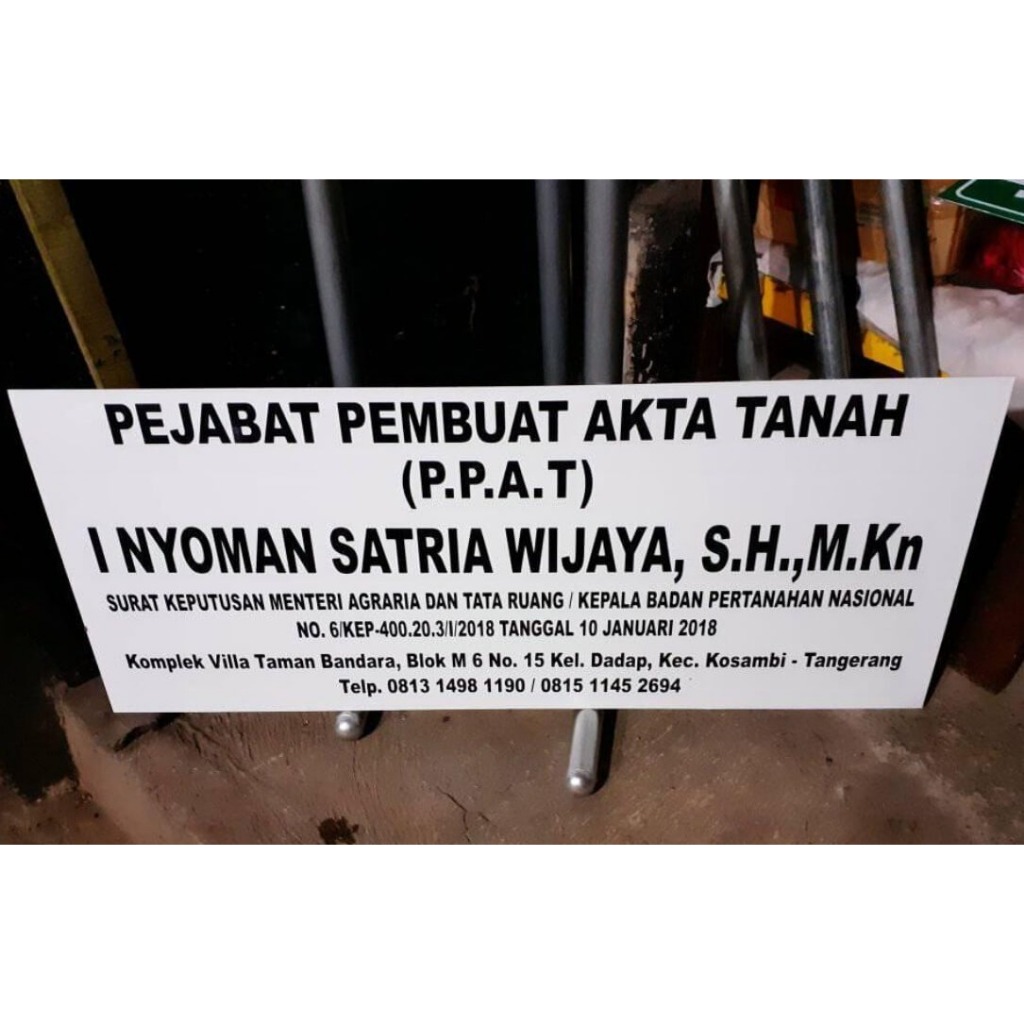 PEJABAT PEMBUAT AKTA TANAH
(P.P.A.T)
I NYOMAN SATRIA WIJAYA, S.H.,M.Kn
SURAT KEPUTUSAN MENTERI AGRARIA DAN TATA RUANG / KEPALA BADAN PERTANAHAN NASIONAL
NO. 6/KEP-400.20.3/I/2018 TANGGAL 10 JANUARI 2018
Komplek Villa Taman Bandara, Blok M 6 No. 15 Kel. Dadap, Kec. Kosambi - Tangerang
Telp. 0813 1498 1190 / 0815 1145 2694